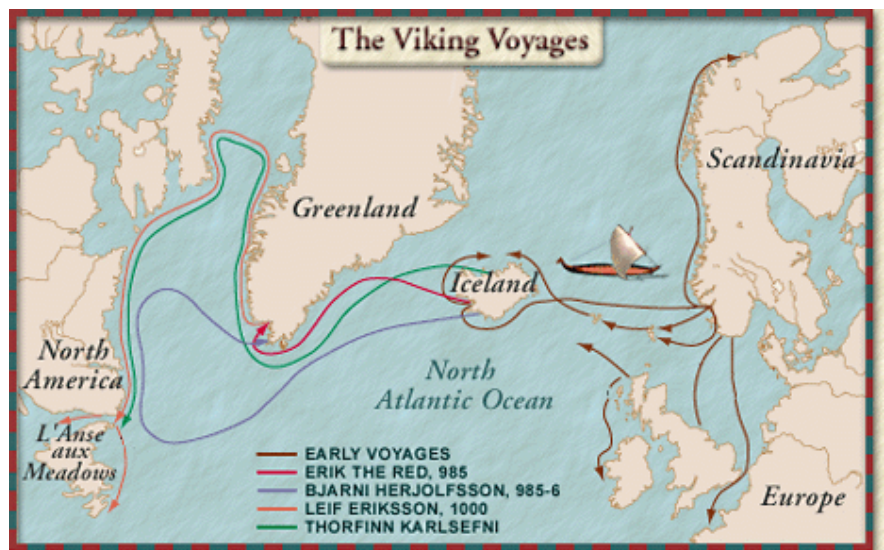 The Viking Voyages
Scandinavia
Greenland
Iceland
North
America
North
Atlantic Ocean
L'Anse
aux
Meadows
Europe
EARLY VOYAGES
ERIK THE RED, 985
BJARNI HERJOLFSSON, 985-6
LEIF ERIKSSON, 1000
THORFINN KARLSEFNI